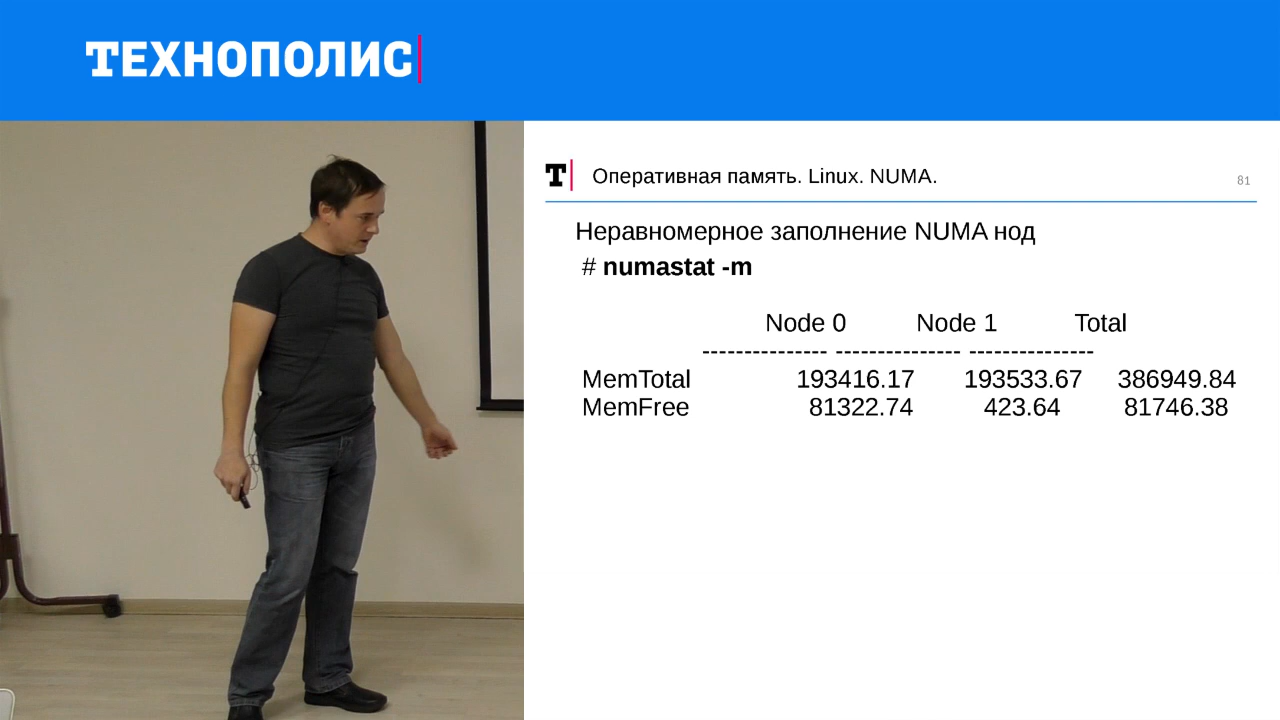 ТЕХНОПОЛИС
Т Оперативная память. Linux. NUMA. 81
Неравномерное заполнение NUMA нод
# numastat -m
Node 0 Node 1 Total
--------------- --------------- ---------------
MemTotal 193416.17 193533.67 386949.84
MemFree 81322.74 423.64 81746.38